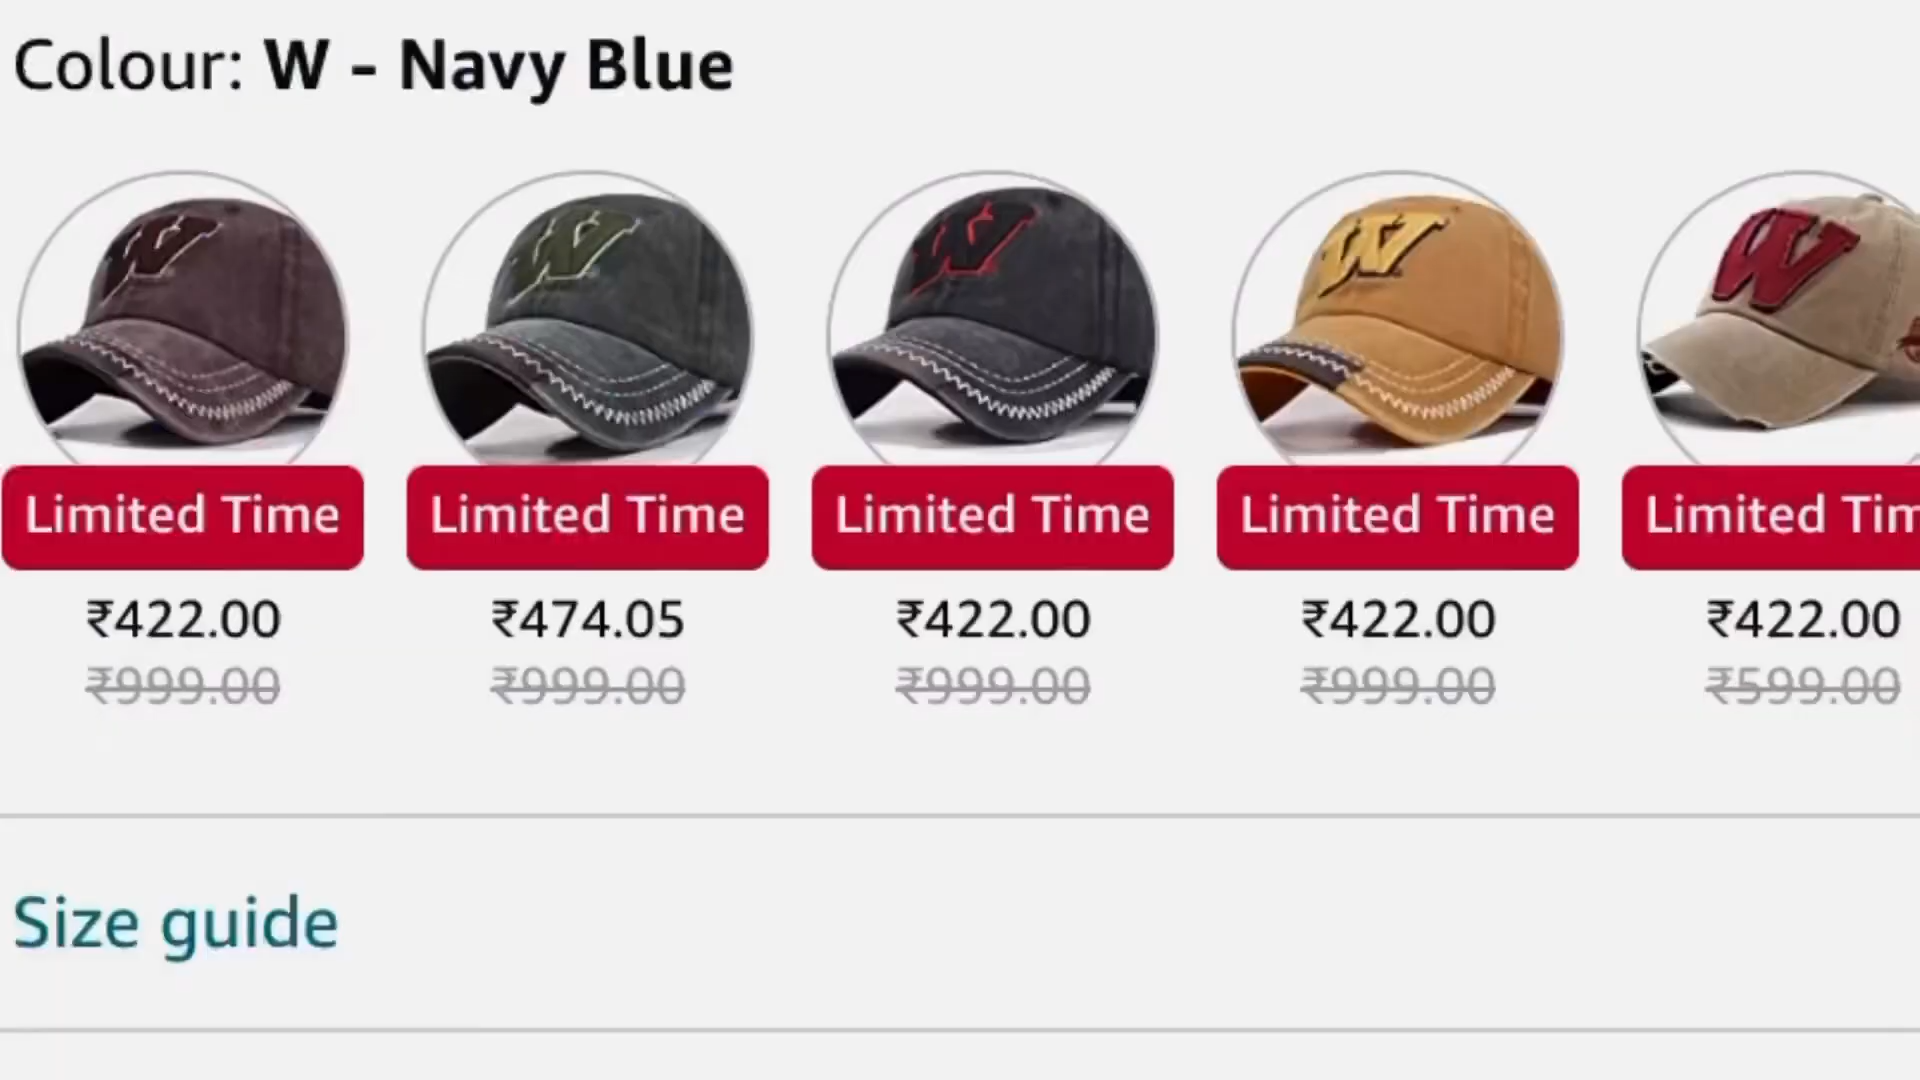 Colour: W - Navy Blue
W W W W W
Limited Time Limited Time Limited Time Limited Time Limited Tim
₹422.00 ₹474.05 ₹422.00 ₹422.00 ₹422.00
₹999.00 ₹999.00 ₹999.00 ₹999.00 ₹599.00
Size guide